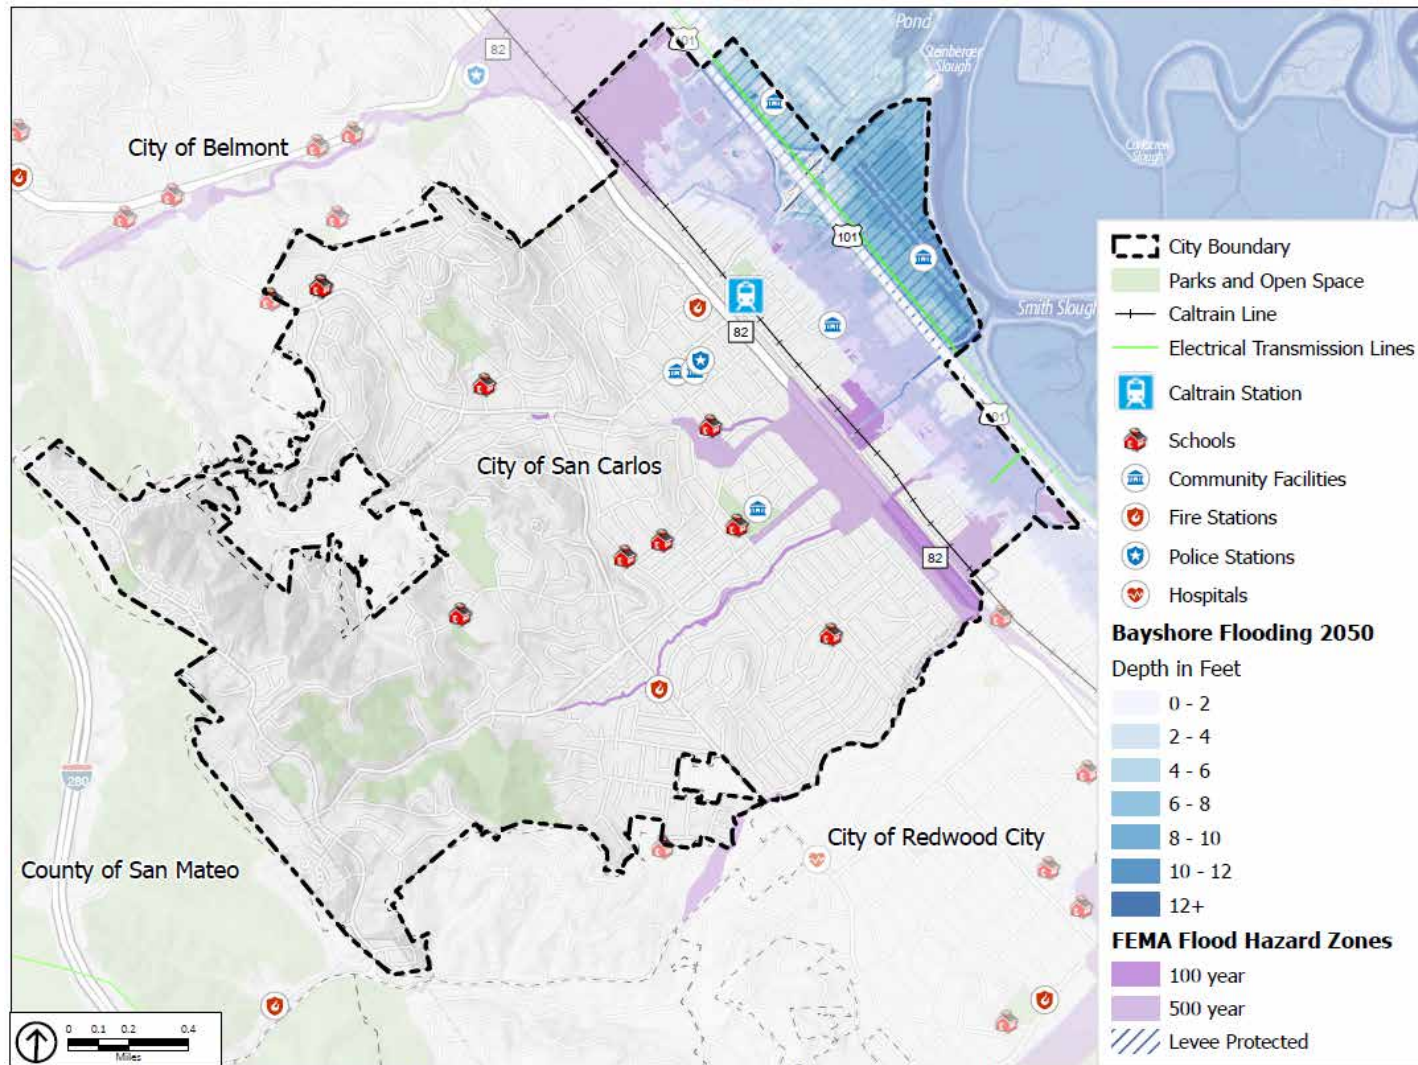 82
101
Pond
Steinberger
Slough
City of Belmont
Corkscrew
Slough
101
82
Smith Slough
City of San Carlos
101
82
280
County of San Mateo
City of Redwood City
0 0.1 0.2 0.4
Miles
City Boundary
Parks and Open Space
Caltrain Line
Electrical Transmission Lines
Caltrain Station
Schools
Community Facilities
Fire Stations
Police Stations
Hospitals
Bayshore Flooding 2050
Depth in Feet
0 - 2
2 - 4
4 - 6
6 - 8
8 - 10
10 - 12
12+
FEMA Flood Hazard Zones
100 year
500 year
Levee Protected